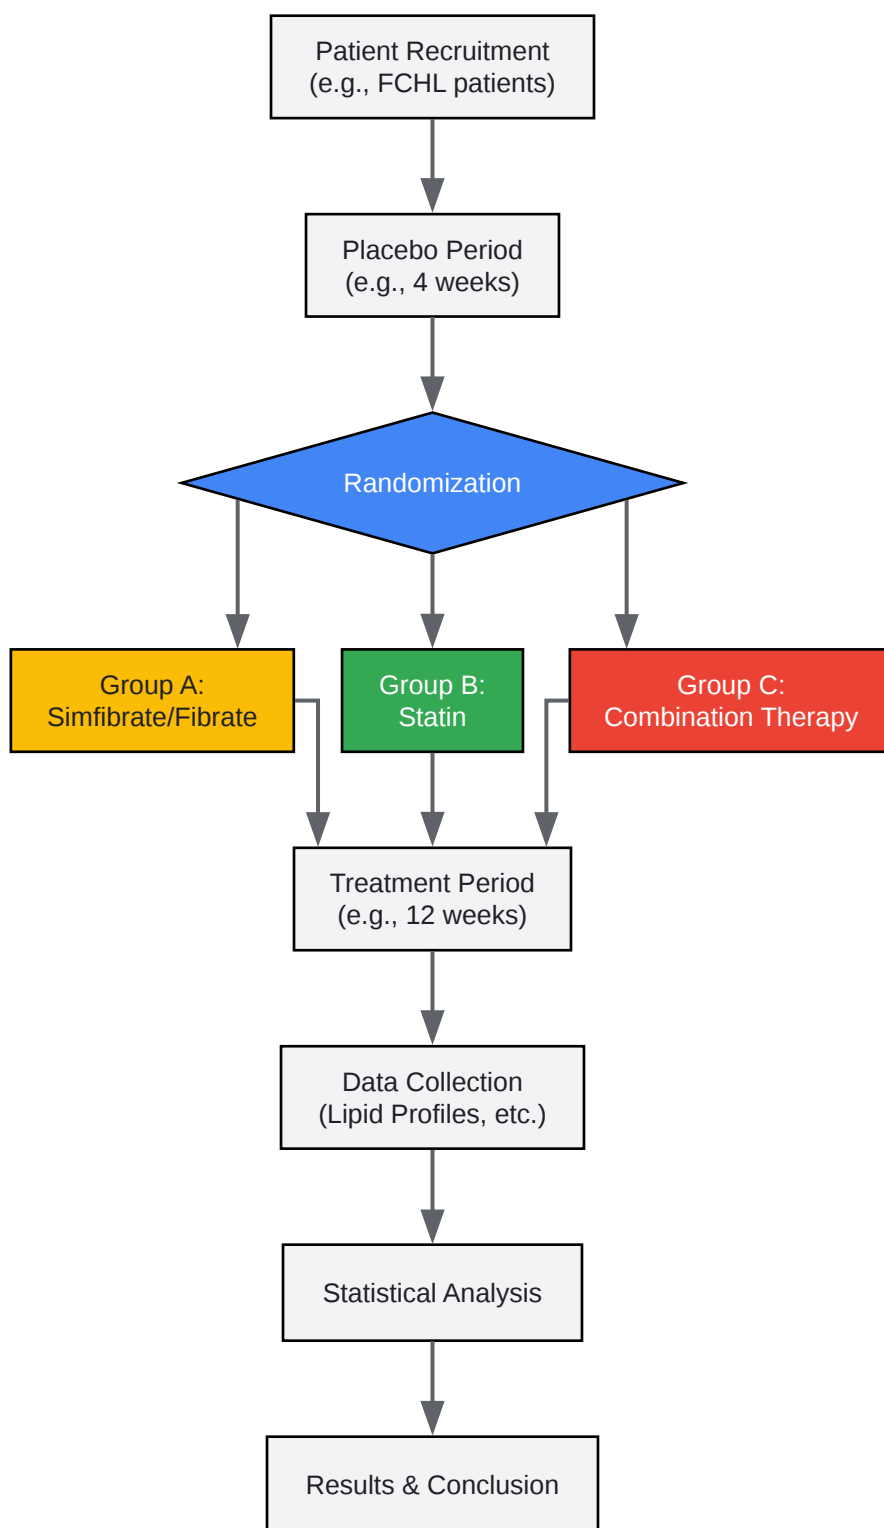 Patient Recruitment
(e.g., FCHL patients)
Placebo Period
(e.g., 4 weeks)
Randomization
Group A:
Simfibrate/Fibrate
Group B:
Statin
Group C:
Combination Therapy
Treatment Period
(e.g., 12 weeks)
Data Collection
(Lipid Profiles, etc.)
Statistical Analysis
Results & Conclusion